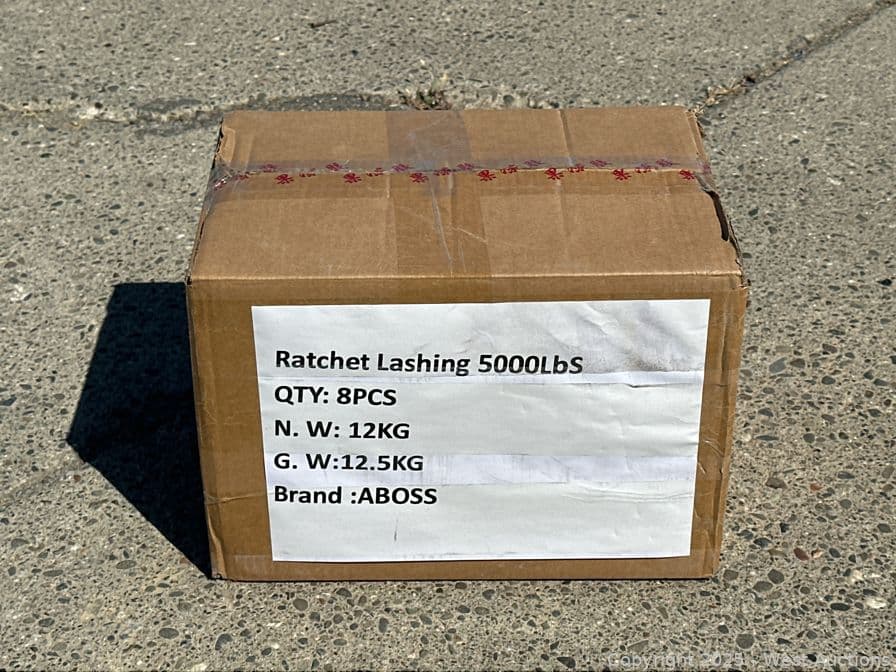 Ratchet Lashing 5000LbS
QTY: 8PCS
N. W: 12KG
G. W:12.5KG
Brand :ABOSS
Copyright 2025 - West Auctions